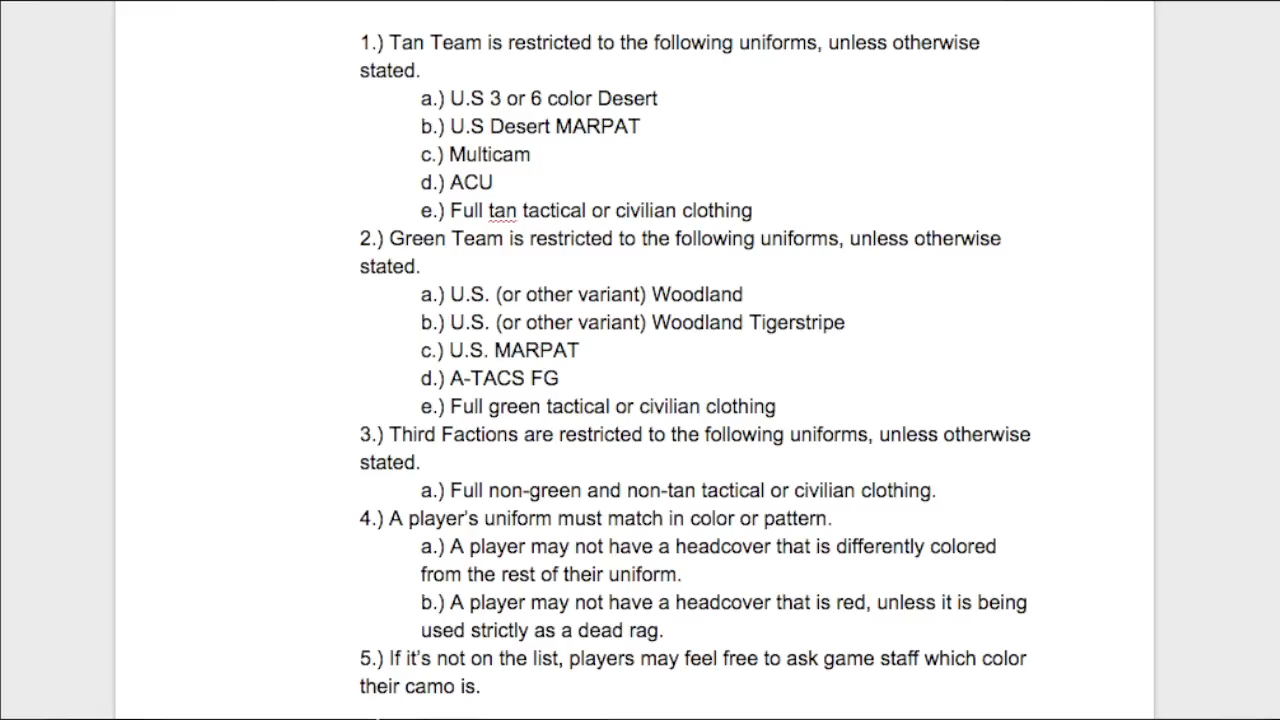 1.) Tan Team is restricted to the following uniforms, unless otherwise
stated.
a.) U.S 3 or 6 color Desert
b.) U.S Desert MARPAT
c.) Multicam
d.) ACU
e.) Full tan tactical or civilian clothing
2.) Green Team is restricted to the following uniforms, unless otherwise
stated.
a.) U.S. (or other variant) Woodland
b.) U.S. (or other variant) Woodland Tigerstripe
c.) U.S. MARPAT
d.) A-TACS FG
e.) Full green tactical or civilian clothing
3.) Third Factions are restricted to the following uniforms, unless otherwise
stated.
a.) Full non-green and non-tan tactical or civilian clothing.
4.) A player's uniform must match in color or pattern.
a.) A player may not have a headcover that is differently colored
from the rest of their uniform.
b.) A player may not have a headcover that is red, unless it is being
used strictly as a dead rag.
5.) If it's not on the list, players may feel free to ask game staff which color
their camo is.